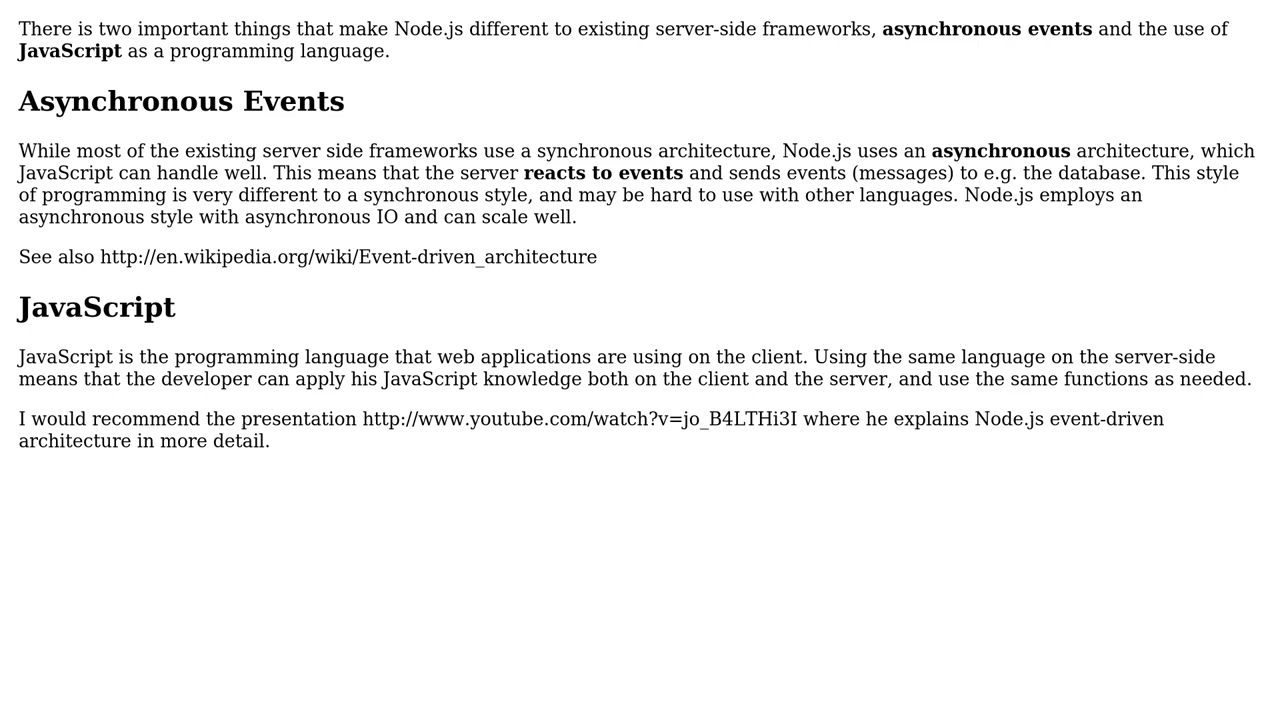 There is two important things that make Node.js different to existing server-side frameworks, asynchronous events and the use of
JavaScript as a programming language.
Asynchronous Events
While most of the existing server side frameworks use a synchronous architecture, Node.js uses an asynchronous architecture, which
JavaScript can handle well. This means that the server reacts to events and sends events (messages) to e.g. the database. This style
of programming is very different to a synchronous style, and may be hard to use with other languages. Node.js employs an
asynchronous style with asynchronous IO and can scale well.
See also http://en.wikipedia.org/wiki/Event-driven_architecture
JavaScript
JavaScript is the programming language that web applications are using on the client. Using the same language on the server-side
means that the developer can apply his JavaScript knowledge both on the client and the server, and use the same functions as needed.
I would recommend the presentation http://www.youtube.com/watch?v=jo_B4LTHi3I where he explains Node.js event-driven
architecture in more detail.